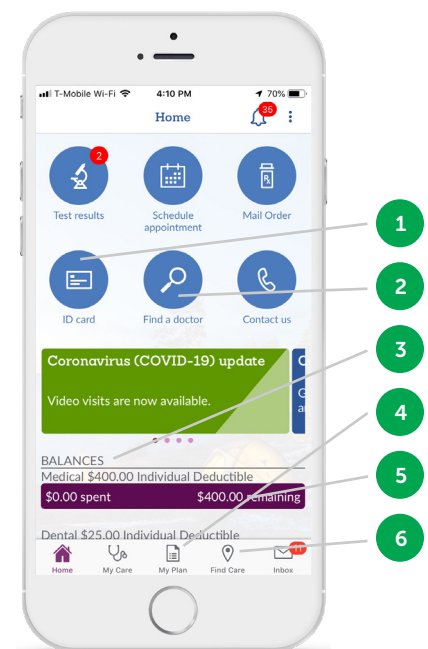 T-Mobile Wi-Fi 4:10 PM 70%
Home 35
2
Test results Schedule appointment Mail Order
1
ID card Find a doctor Contact us
2
3
Coronavirus (COVID-19) update C
Video visits are now available. G
4
BALANCES
Medical $400.00 Individual Deductible
$0.00 spent $400.00 remaining
5
Dental $25.00 Individual Deductible
6
Home My Care My Plan Find Care Inbox